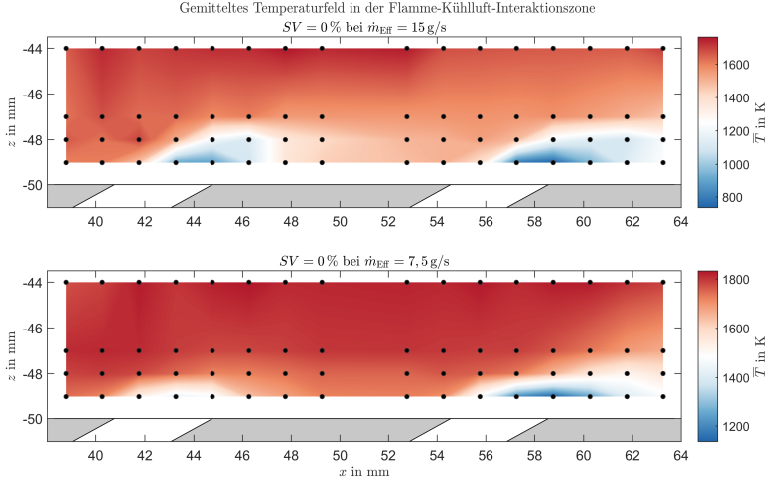 Gemitteltes Temperaturfeld in der Flamme-Kühlluft-Interaktionszone
SV = 0 % bei ṁ_Eff = 15 g/s
-44
-46
-48
-50
z in mm
40 42 44 46 48 50 52 54 56 58 60 62 64
1600
1400
1200
1000
800
T̅ in K
SV = 0 % bei ṁ_Eff = 7, 5 g/s
-44
-46
-48
-50
z in mm
40 42 44 46 48 50 52 54 56 58 60 62 64
x in mm
1800
1600
1400
1200
T̅ in K